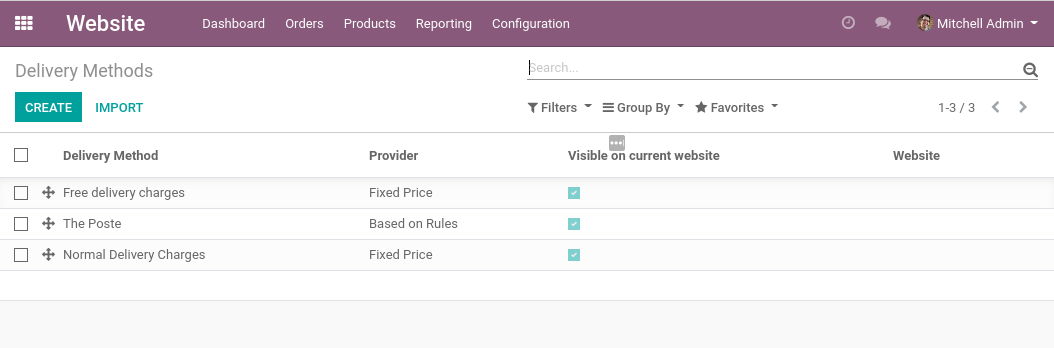 Website Dashboard Orders Products Reporting Configuration Mitchell Admin
Delivery Methods Search...
CREATE IMPORT Filters Group By Favorites 1-3 / 3
Delivery Method Provider Visible on current website Website
Free delivery charges Fixed Price
The Poste Based on Rules
Normal Delivery Charges Fixed Price